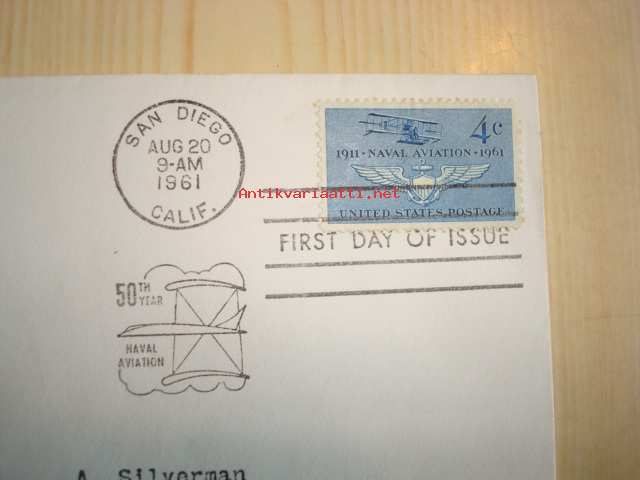 SAN DIEGO
AUG 20
9-AM
1961
CALIF.
4c
1911 · NAVAL AVIATION · 1961
UNITED STATES POSTAGE
Antikvariaatti.net
FIRST DAY OF ISSUE
50TH
YEAR
NAVAL
AVIATION
A. Silverman